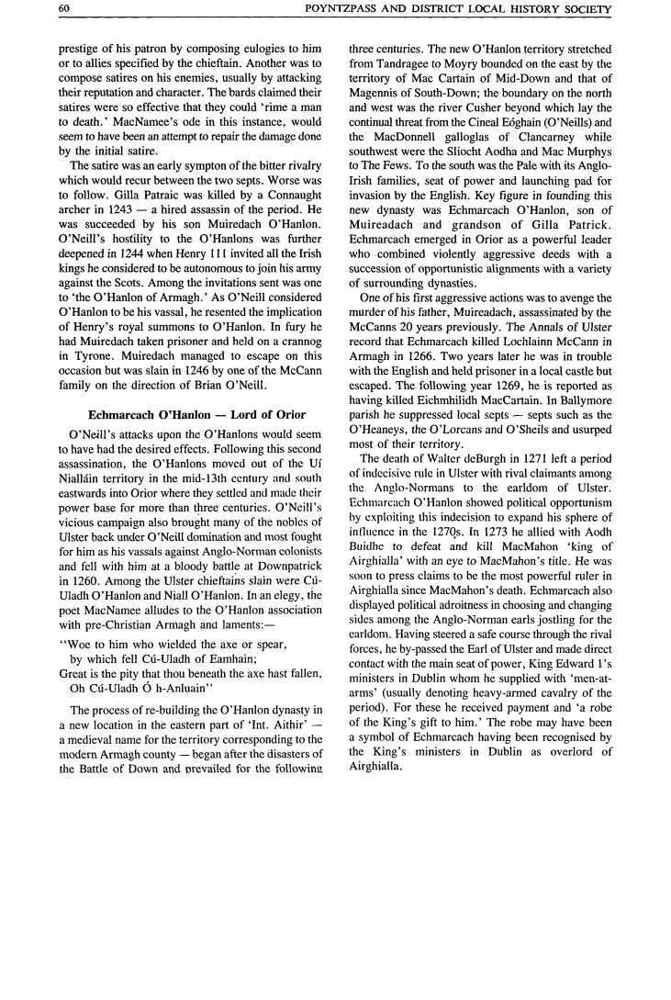 60
POYNTZPASS AND DISTRICT LOCAL HISTORY SOCIETY
prestige of his patron by composing eulogies to him
or to allies specified by the chieftain. Another was to
compose satires on his enemies, usually by attacking
their reputation and character. The bards claimed their
satires were so effective that they could ‘rime a man
to death.’ MacNamee’s ode in this instance, would
seem to have been an attempt to repair the damage done
by the initial satire.
The satire was an early sympton of the bitter rivalry
which would recur between the two septs. Worse was
to follow. Gilla Patraic was killed by a Connaught
archer in 1243 — a hired assassin of the period. He
was succeeded by his son Muiredach O’Hanlon.
O’Neill’s hostility to the O’Hanlons was further
deepened in 1244 when Henry 111 invited all the Irish
kings he considered to be autonomous to join his army
against the Scots. Among the invitations sent was one
to ‘the O’Hanlon of Armagh.’ As O’Neill considered
O’Hanlon to be his vassal, he resented the implication
of Henry’s royal summons to O’Hanlon. In fury he
had Muiredach taken prisoner and held on a crannog
in Tyrone. Muiredach managed to escape on this
occasion but was slain in 1246 by one of the McCann
family on the direction of Brian O’Neill.
Echmarcach O’Hanlon — Lord of Orior
O’Neill’s attacks upon the O’Hanlons would seem
to have had the desired effects. Following this second
assassination, the O’Hanlons moved out of the Uí
Nialláin territory in the mid-13th century and south
eastwards into Orior where they settled and made their
power base for more than three centuries. O’Neill’s
vicious campaign also brought many of the nobles of
Ulster back under O’Neill domination and most fought
for him as his vassals against Anglo-Norman colonists
and fell with him at a bloody battle at Downpatrick
in 1260. Among the Ulster chieftains slain were Cú-
Uladh O’Hanlon and Niall O’Hanlon. In an elegy, the
poet MacNamee alludes to the O’Hanlon association
with pre-Christian Armagh and laments:—
‘‘Woe to him who wielded the axe or spear,
by which fell Cú-Uladh of Eamhain;
Great is the pity that thou beneath the axe hast fallen,
Oh Cú-Uladh Ó h-Anluain’’
The process of re-building the O’Hanlon dynasty in
a new location in the eastern part of ‘Int. Aithir’ —
a medieval name for the territory corresponding to the
modern Armagh county — began after the disasters of
the Battle of Down and prevailed for the following
three centuries. The new O’Hanlon territory stretched
from Tandragee to Moyry bounded on the east by the
territory of Mac Cartain of Mid-Down and that of
Magennis of South-Down; the boundary on the north
and west was the river Cusher beyond which lay the
continual threat from the Cineal Eóghain (O’Neills) and
the MacDonnell galloglas of Clancarney while
southwest were the Sliocht Aodha and Mac Murphys
to The Fews. To the south was the Pale with its Anglo-
Irish families, seat of power and launching pad for
invasion by the English. Key figure in founding this
new dynasty was Echmarcach O’Hanlon, son of
Muireadach and grandson of Gilla Patrick.
Echmarcach emerged in Orior as a powerful leader
who combined violently aggressive deeds with a
succession of opportunistic alignments with a variety
of surrounding dynasties.
One of his first aggressive actions was to avenge the
murder of his father, Muireadach, assassinated by the
McCanns 20 years previously. The Annals of Ulster
record that Echmarcach killed Lochlainn McCann in
Armagh in 1266. Two years later he was in trouble
with the English and held prisoner in a local castle but
escaped. The following year 1269, he is reported as
having killed Eichmhilidh MacCartain. In Ballymore
parish he suppressed local septs — septs such as the
O’Heaneys, the O’Lorcans and O’Sheils and usurped
most of their territory.
The death of Walter deBurgh in 1271 left a period
of indecisive rule in Ulster with rival claimants among
the Anglo-Normans to the earldom of Ulster.
Echmarcach O’Hanlon showed political opportunism
by exploiting this indecision to expand his sphere of
influence in the 1270s. In 1273 he allied with Aodh
Buidhe to defeat and kill MacMahon ‘king of
Airghialla’ with an eye to MacMahon’s title. He was
soon to press claims to be the most powerful ruler in
Airghialla since MacMahon’s death. Echmarcach also
displayed political adroitness in choosing and changing
sides among the Anglo-Norman earls jostling for the
earldom. Having steered a safe course through the rival
forces, he by-passed the Earl of Ulster and made direct
contact with the main seat of power, King Edward 1’s
ministers in Dublin whom he supplied with ‘men-at-
arms’ (usually denoting heavy-armed cavalry of the
period). For these he received payment and ‘a robe
of the King’s gift to him.’ The robe may have been
a symbol of Echmarcach having been recognised by
the King’s ministers in Dublin as overlord of
Airghialla.